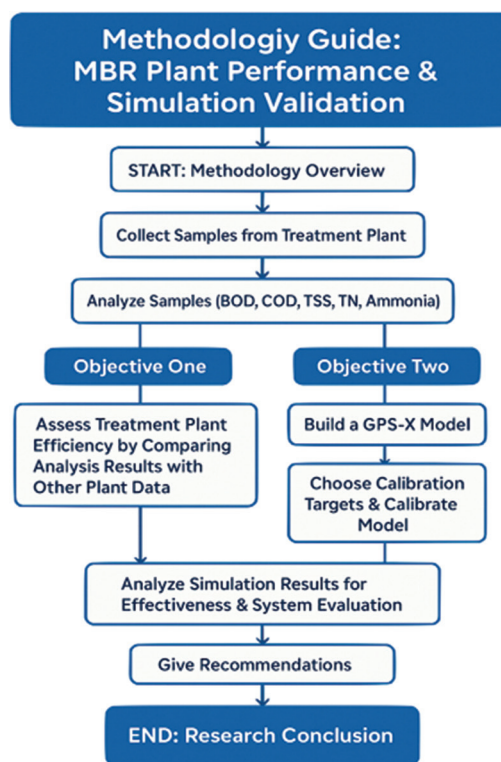 Methodologiy Guide:
MBR Plant Performance &
Simulation Validation
START: Methodology Overview
Collect Samples from Treatment Plant
Analyze Samples (BOD, COD, TSS, TN, Ammonia)
Objective One
Objective Two
Assess Treatment Plant
Efficiency by Comparing
Analysis Results with
Other Plant Data
Build a GPS-X Model
Choose Calibration
Targets & Calibrate
Model
Analyze Simulation Results for
Effectiveness & System Evaluation
Give Recommendations
END: Research Conclusion